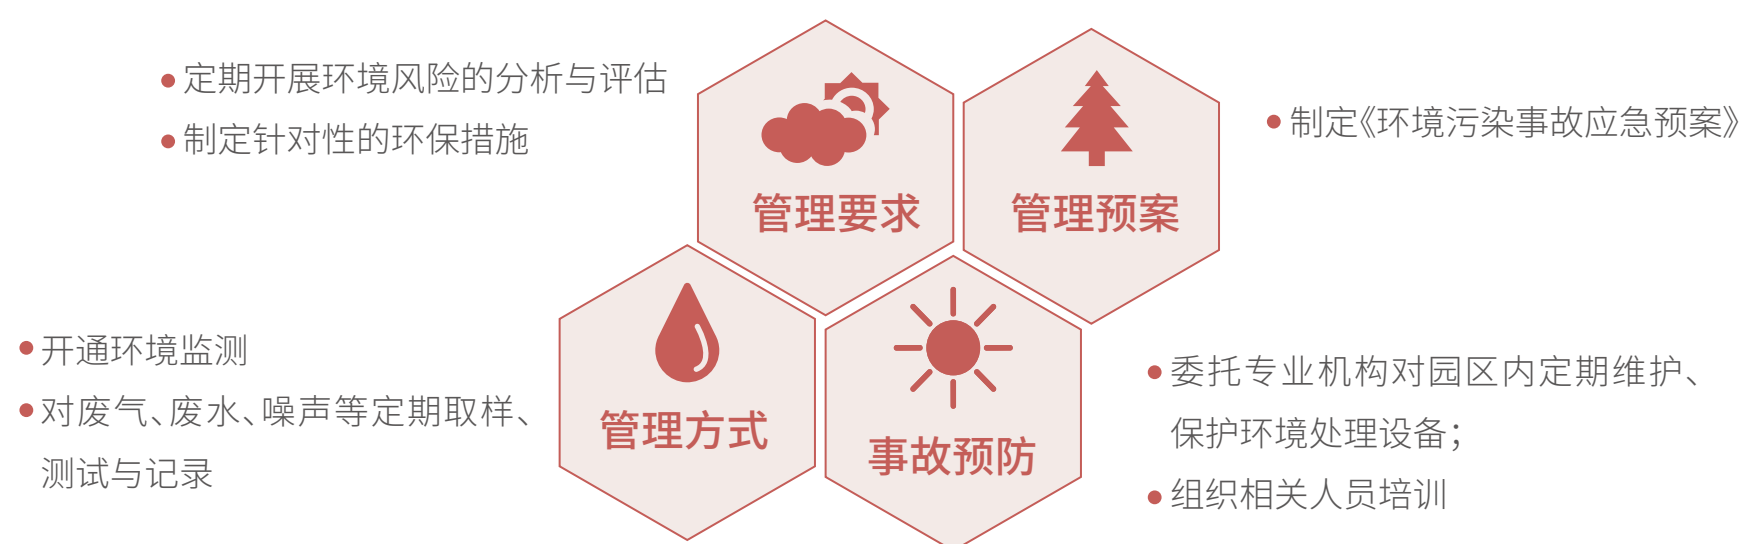 定期开展环境风险的分析与评估
制定针对性的环保措施
管理要求
管理预案
制定《环境污染事故应急预案》
开通环境监测
对废气、废水、噪声等定期取样、
测试与记录
管理方式
事故预防
委托专业机构对园区内定期维护、
保护环境处理设备；
组织相关人员培训